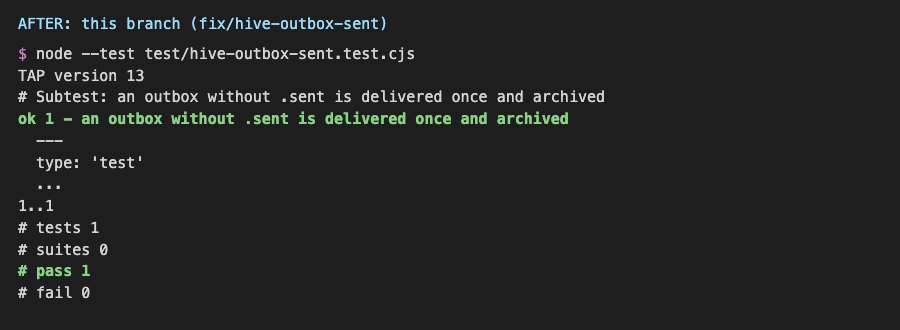 AFTER: this branch (fix/hive-outbox-sent)
$ node --test test/hive-outbox-sent.test.cjs
TAP version 13
# Subtest: an outbox without .sent is delivered once and archived
ok 1 - an outbox without .sent is delivered once and archived
---
type: 'test'
...
1..1
# tests 1
# suites 0
# pass 1
# fail 0